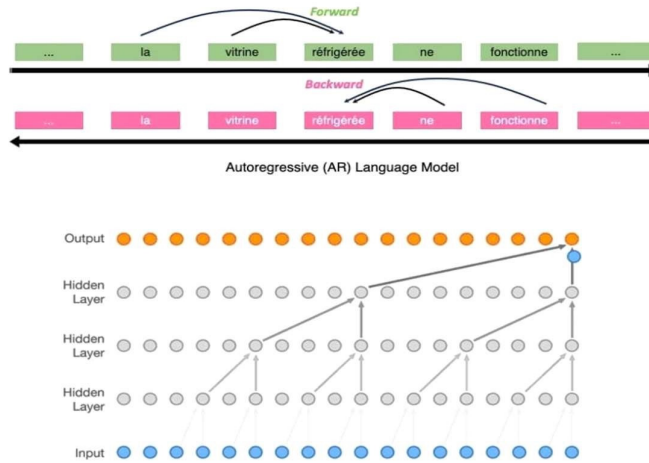 Forward
... la vitrine réfrigérée ne fonctionne ...
Backward
... la vitrine réfrigérée ne fonctionne ...
Autoregressive (AR) Language Model
Output
Hidden
Layer
Hidden
Layer
Hidden
Layer
Input